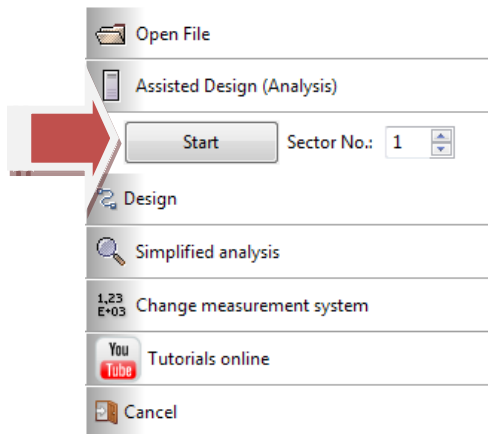 Open File
Assisted Design (Analysis)
Start Sector No.: 1
Design
Simplified analysis
1,23
E+03 Change measurement system
You
Tube Tutorials online
Cancel